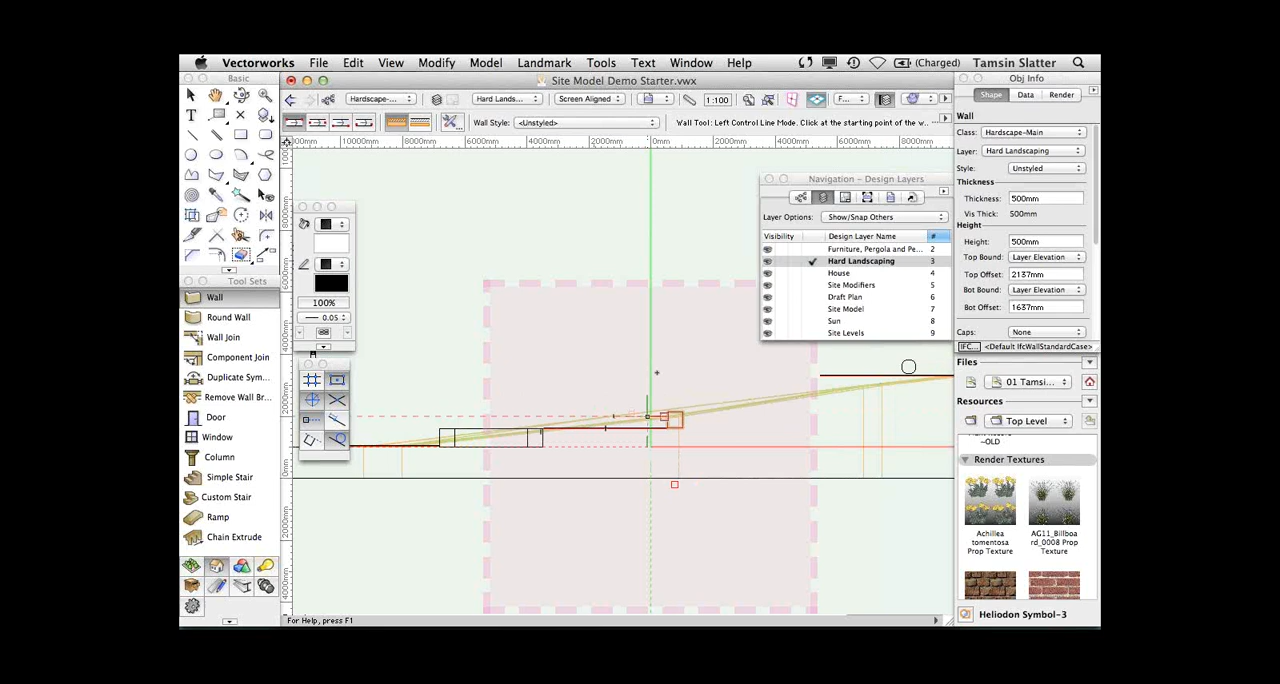 Vectorworks File Edit View Modify Model Landmark Tools Text Window Help (Charged) Tamsin Slatter
Basic
Site Model Demo Starter.vwx
Obj Info
Hardscape-...
Hard Lands...
Screen Aligned
1:100
F...
Shape Data Render
Wall Style: <Unstyled>
Wall Tool: Left Control Line Mode. Click at the starting point of the w...
Wall
Class: Hardscape-Main
Layer: Hard Landscaping
Style: Unstyled
Thickness
Thickness: 500mm
Vis Thick: 500mm
Height
Height: 500mm
Top Bound: Layer Elevation
Top Offset: 2137mm
Bot Bound: Layer Elevation
Bot Offset: 1637mm
Caps: None
IFC... <Default IfcWallStandardCase>
10000mm 8000mm 6000mm 4000mm 2000mm 0mm 2000mm 4000mm 6000mm 8000mm
Navigation – Design Layers
Layer Options: Show/Snap Others
Visibility Design Layer Name #
Furniture, Pergola and Pe... 2
Hard Landscaping 3
House 4
Site Modifiers 5
Draft Plan 6
Site Model 7
Sun 8
Site Levels 9
100%
0.05
Tool Sets
Wall
Round Wall
Wall Join
Component Join
Duplicate Sym...
Remove Wall Br...
Door
Window
Column
Simple Stair
Custom Stair
Ramp
Chain Extrude
Files
01 Tamsi...
Resources
Top Level
-OLD
Render Textures
Achillea
tomentosa
Prop Texture
AG11_Billboa
rd_0008 Prop
Texture
Heliodon Symbol-3
For Help, press F1